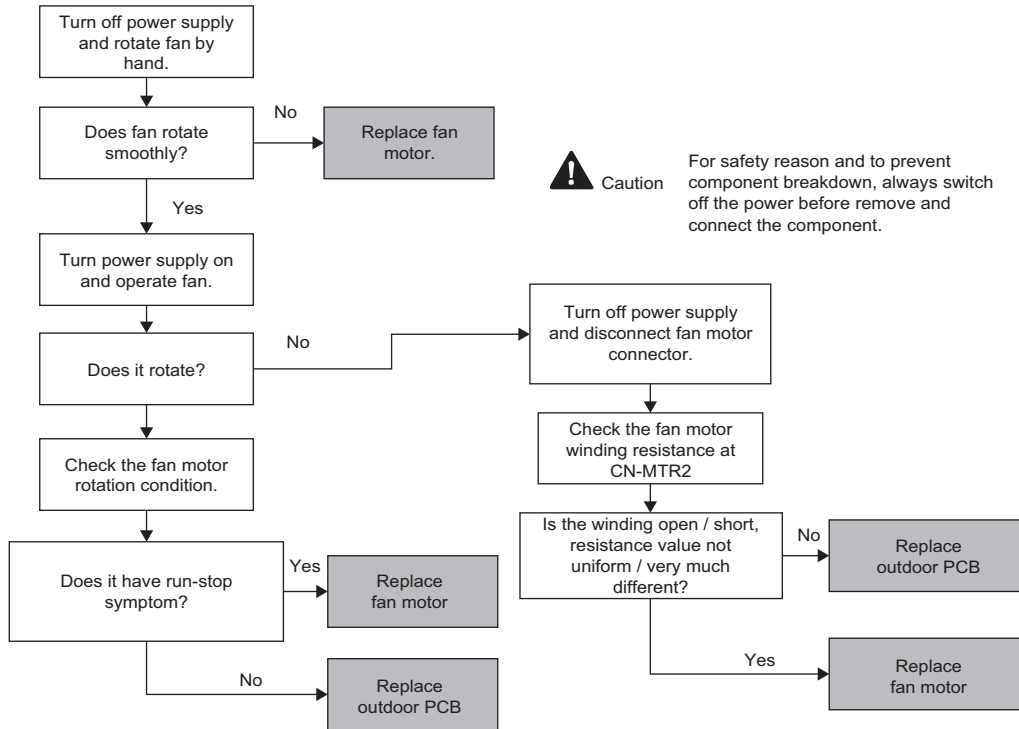 Turn off power supply
and rotate fan by
hand.
No
Does fan rotate
smoothly?
Replace fan
motor.
Caution
For safety reason and to prevent
component breakdown, always switch
off the power before remove and
connect the component.
Yes
Turn power supply on
and operate fan.
No
Does it rotate?
Turn off power supply
and disconnect fan motor
connector.
Check the fan motor
rotation condition.
Check the fan motor
winding resistance at
CN-MTR2
Does it have run-stop
symptom?
Yes
Replace
fan motor
Is the winding open / short,
resistance value not
uniform / very much
different?
No
Replace
outdoor PCB
No
Replace
outdoor PCB
Yes
Replace
fan motor